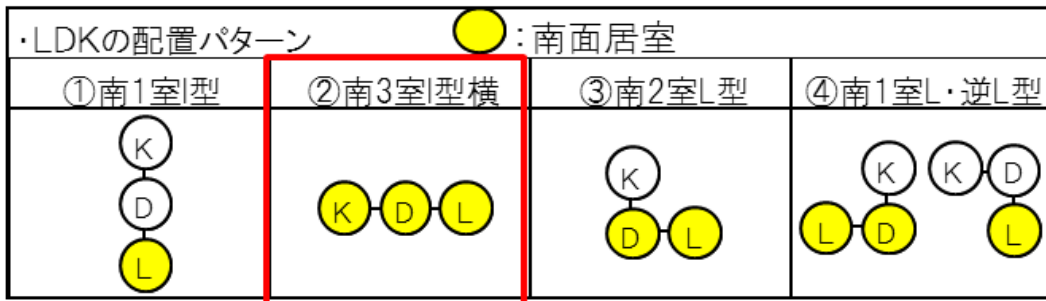 ・LDKの配置パターン
:南面居室
①南1室I型
②南3室I型横
③南2室L型
④南1室L・逆L型
K
D
L
K D L
K
D L
K
L D
K D
L